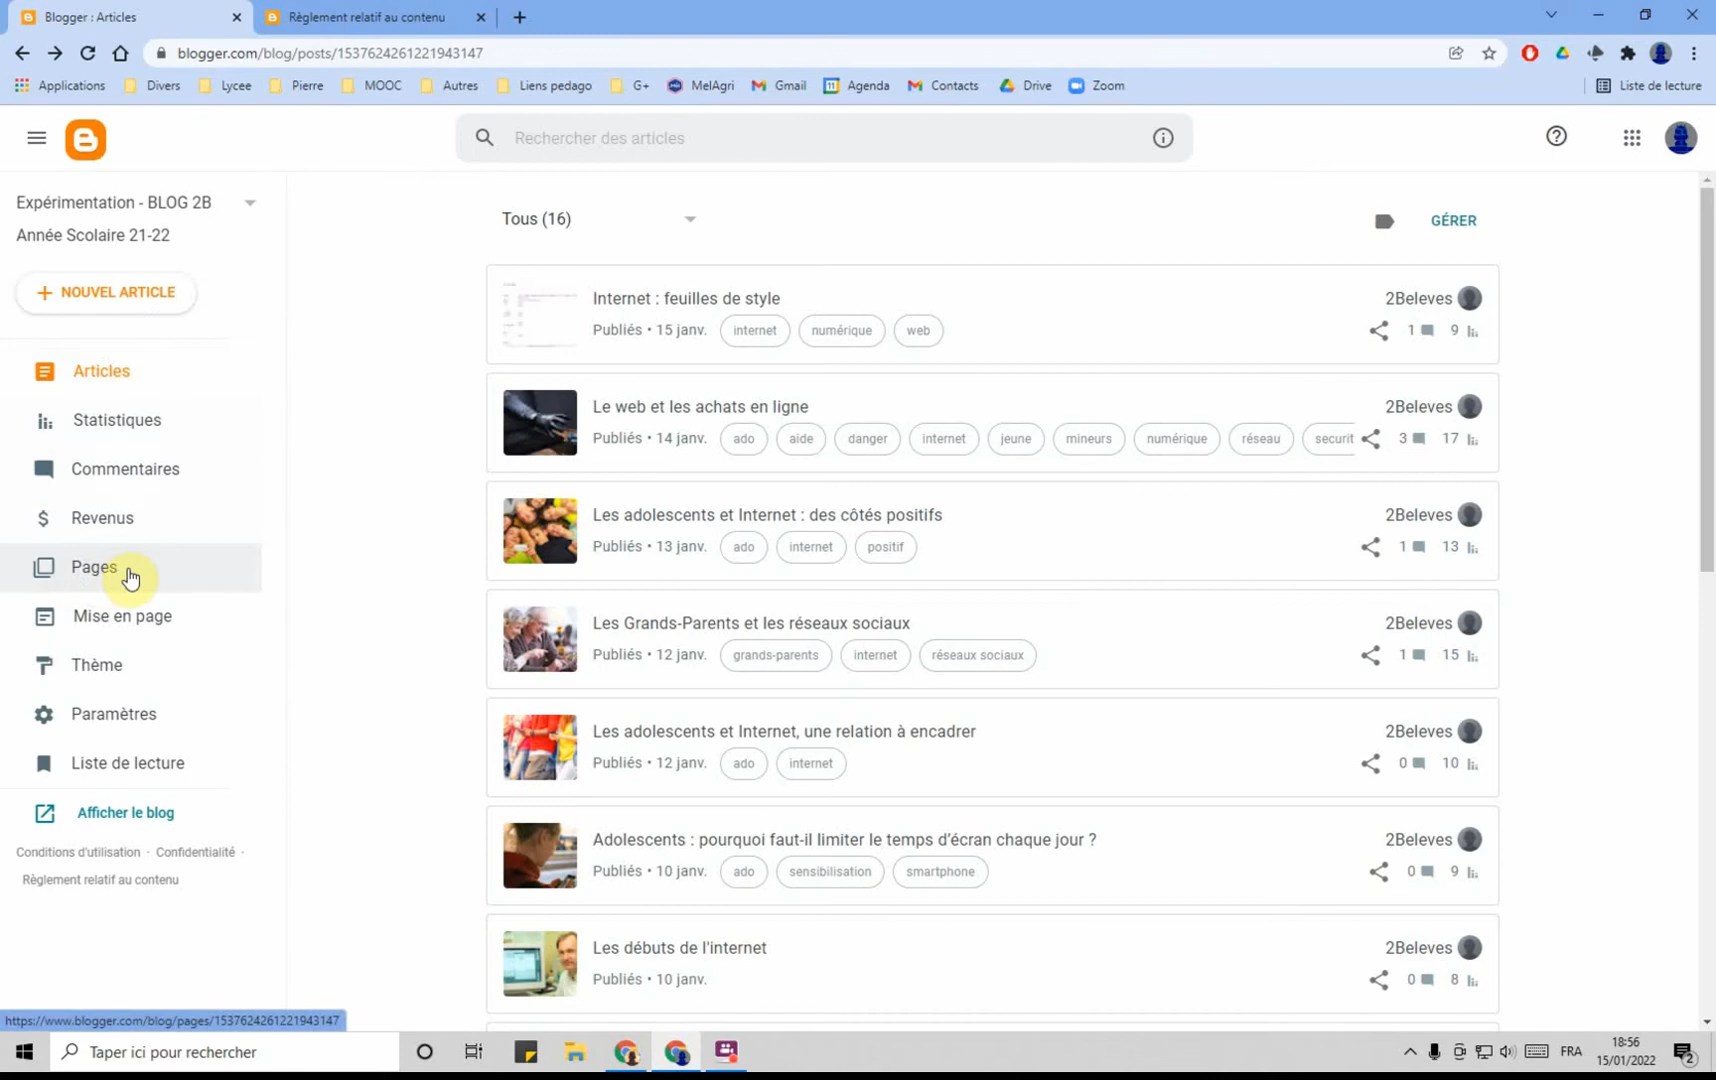 Blogger : Articles
Règlement relatif au contenu
blogger.com/blog/posts/1537624261221943147
Applications
Divers
Lycee
Pierre
MOOC
Autres
Liens pedago
G+
MelAgri
Gmail
Agenda
Contacts
Drive
Zoom
Liste de lecture
Rechercher des articles
Expérimentation - BLOG 2B
Année Scolaire 21-22
NOUVEL ARTICLE
Articles
Statistiques
Commentaires
Revenus
Pages
Mise en page
Thème
Paramètres
Liste de lecture
Afficher le blog
Conditions d'utilisation · Confidentialité ·
Règlement relatif au contenu
Tous (16)
GÉRER
Internet : feuilles de style
2Beleves
Publiés • 15 janv. internet numérique web
1 9
Le web et les achats en ligne
2Beleves
Publiés • 14 janv. ado aide danger internet jeune mineurs numérique réseau securit
3 17
Les adolescents et Internet : des côtés positifs
2Beleves
Publiés • 13 janv. ado internet positif
1 13
Les Grands-Parents et les réseaux sociaux
2Beleves
Publiés • 12 janv. grands-parents internet réseaux sociaux
1 15
Les adolescents et Internet, une relation à encadrer
2Beleves
Publiés • 12 janv. ado internet
0 10
Adolescents : pourquoi faut-il limiter le temps d'écran chaque jour ?
2Beleves
Publiés • 10 janv. ado sensibilisation smartphone
0 9
Les débuts de l'internet
2Beleves
Publiés • 10 janv.
0 8
https://www.blogger.com/blog/pages/1537624261221943147
Taper ici pour rechercher
FRA
18:56
15/01/2022
2